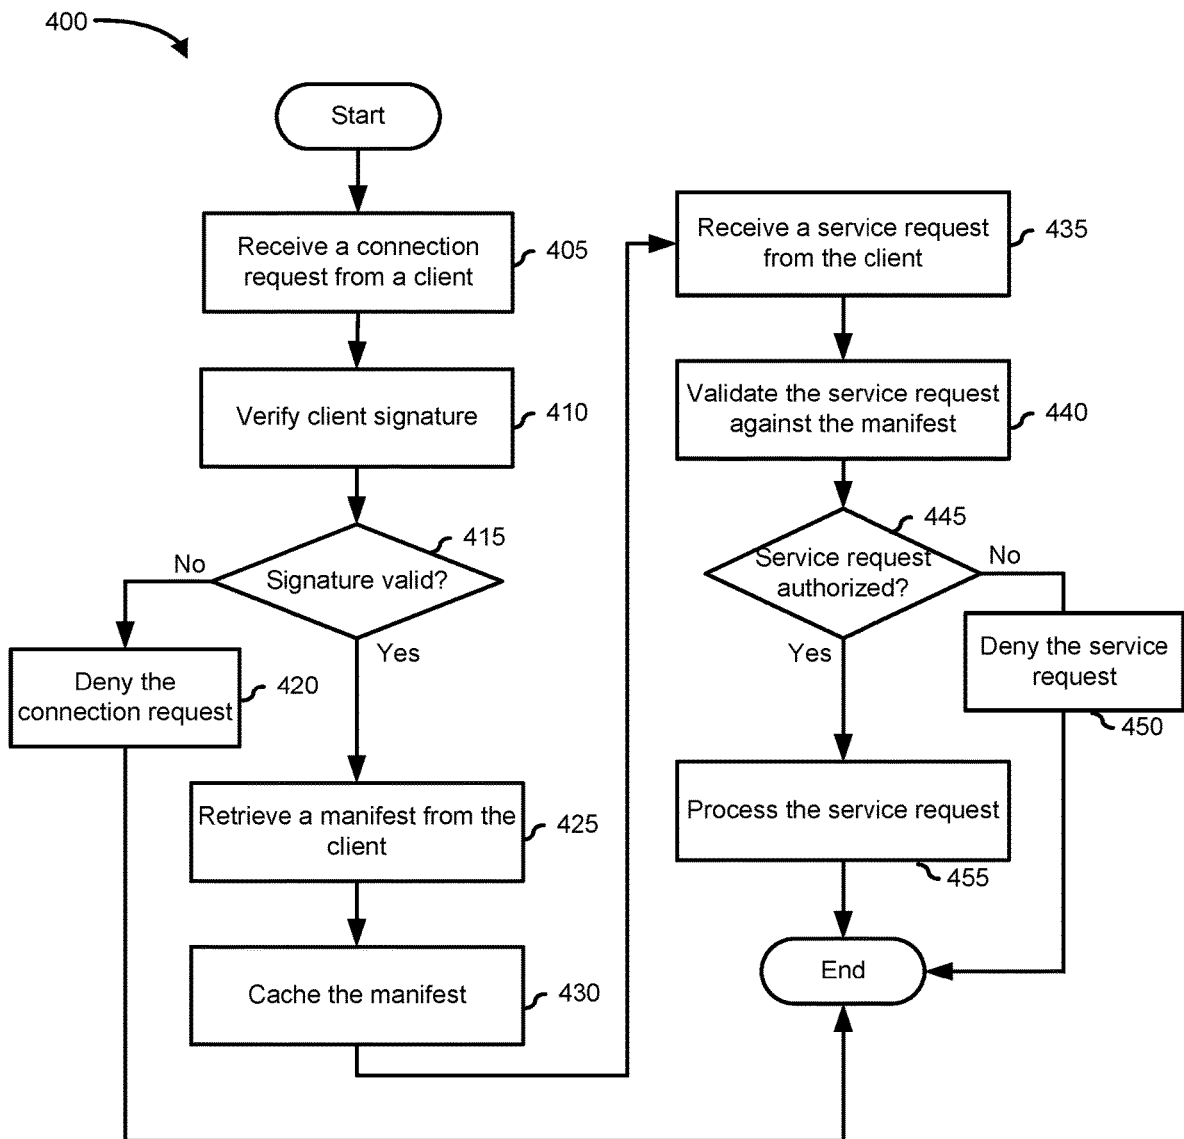 400
Start
Receive a connection
request from a client
405
Verify client signature
410
415
No
Signature valid?
Yes
Deny the
connection request
420
Retrieve a manifest from the
client
425
Cache the manifest
430
Receive a service request
from the client
435
Validate the service request
against the manifest
440
445
Service request
authorized?
No
Yes
Deny the service
request
450
Process the service request
455
End